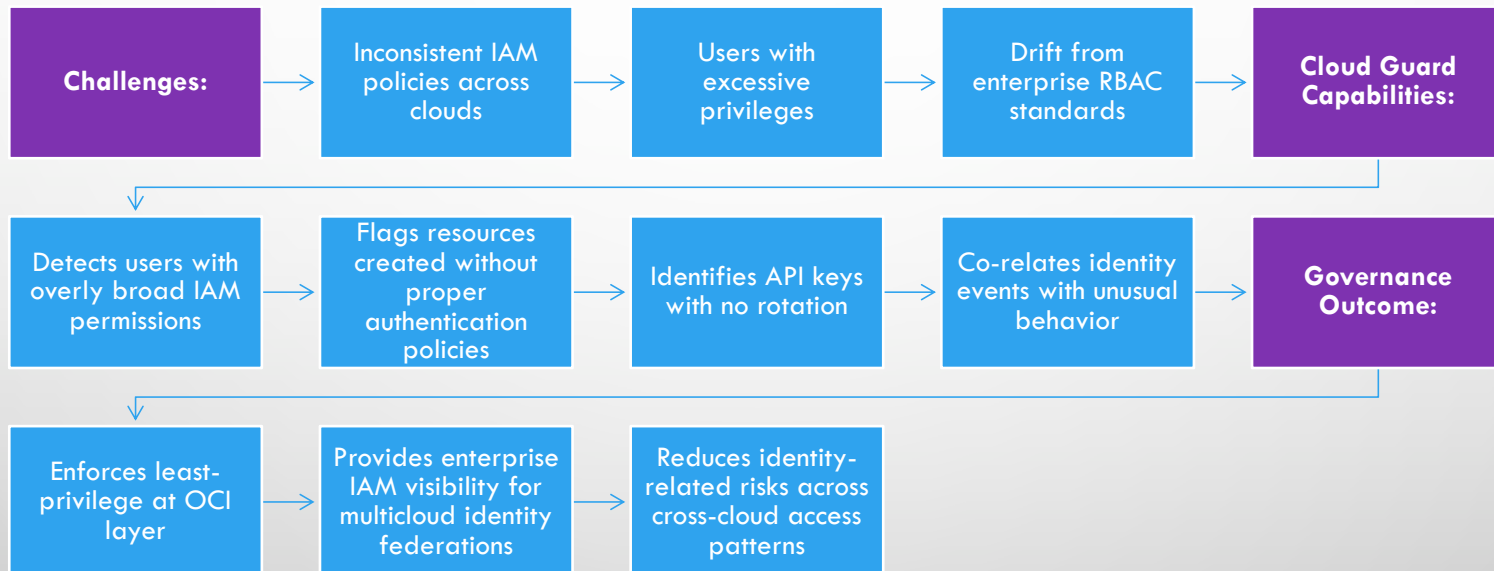 Challenges:
Inconsistent IAM
policies across
clouds
Users with
excessive
privileges
Drift from
enterprise RBAC
standards
Cloud Guard
Capabilities:
Detects users with
overly broad IAM
permissions
Flags resources
created without
proper
authentication
policies
Identifies API keys
with no rotation
Co-relates identity
events with unusual
behavior
Governance
Outcome:
Enforces least-
privilege at OCI
layer
Provides enterprise
IAM visibility for
multicloud identity
federations
Reduces identity-
related risks across
cross-cloud access
patterns